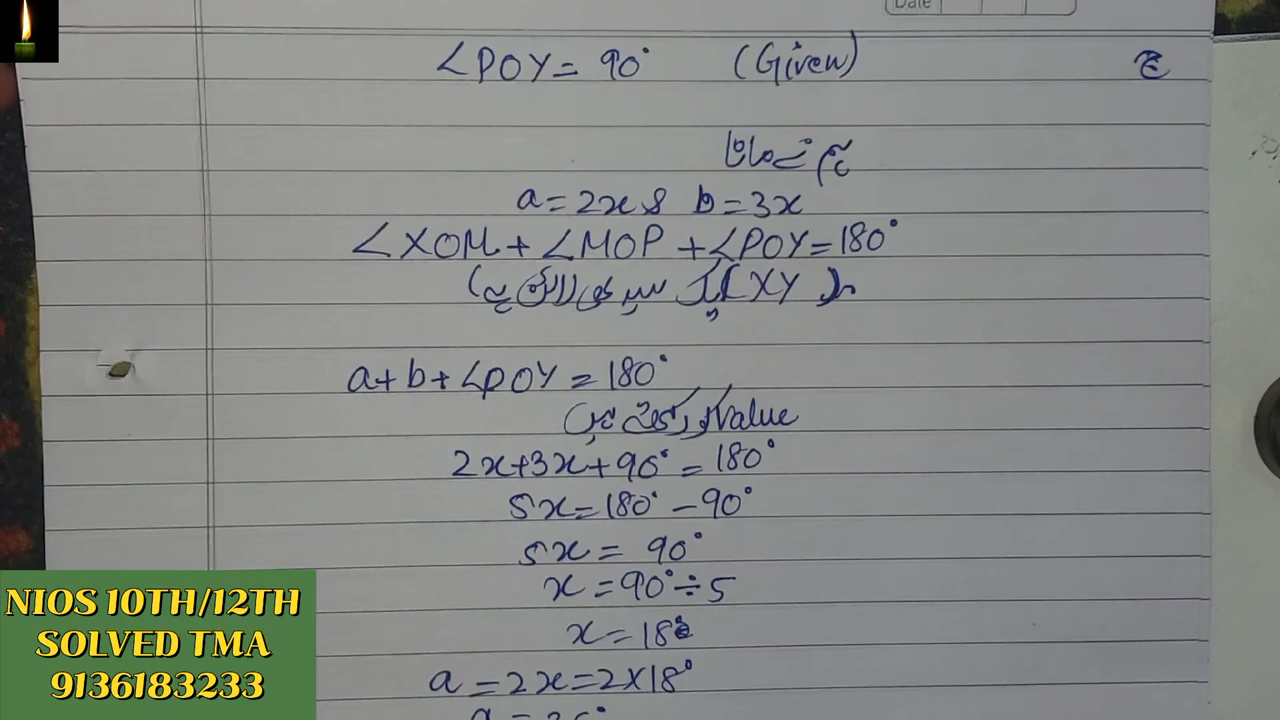 Date
∠POY = 90° (Given) ج
ہم نے مانا
a = 2x & b = 3x
∠XOM + ∠MOP + ∠POY = 180°
(XY ایک سیدھی لائن ہے)
a + b + ∠POY = 180°
Value رکھنے پر
2x + 3x + 90° = 180°
5x = 180° − 90°
5x = 90°
x = 90° ÷ 5
x = 18°
a = 2x = 2 × 18°
a = 36°
NIOS 10TH/12TH
SOLVED TMA
9136183233